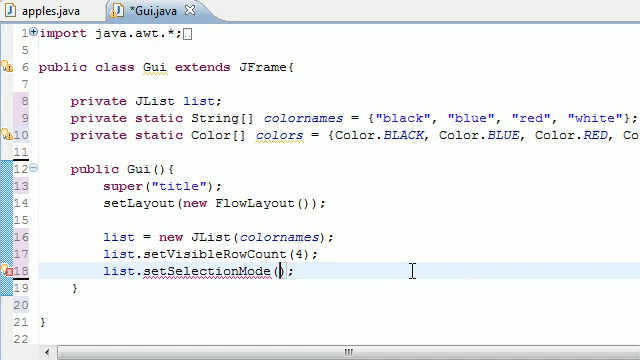 apples.java *Gui.java
1 import java.awt.*;
5
6 public class Gui extends JFrame{
7
8 private JList list;
9 private static String[] colornames = {"black", "blue", "red", "white"};
10 private static Color[] colors = {Color.BLACK, Color.BLUE, Color.RED, Co
11
12 public Gui(){
13 super("title");
14 setLayout(new FlowLayout());
15
16 list = new JList(colornames);
17 list.setVisibleRowCount(4);
18 list.setSelectionMode();
19 }
20
21 }
22